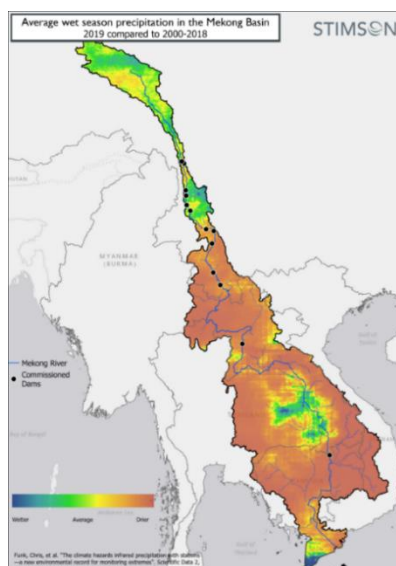 Average wet season precipitation in the Mekong Basin
2019 compared to 2000-2018
STIMSON
MYANMAR
(BURMA)
Mekong River
Commissioned
Dams
Wetter
Average
Drier
Funk, Chris, et al. "The climate hazards infrared precipitation with stations
—a new environmental record for monitoring extremes". Scientific Data 2,